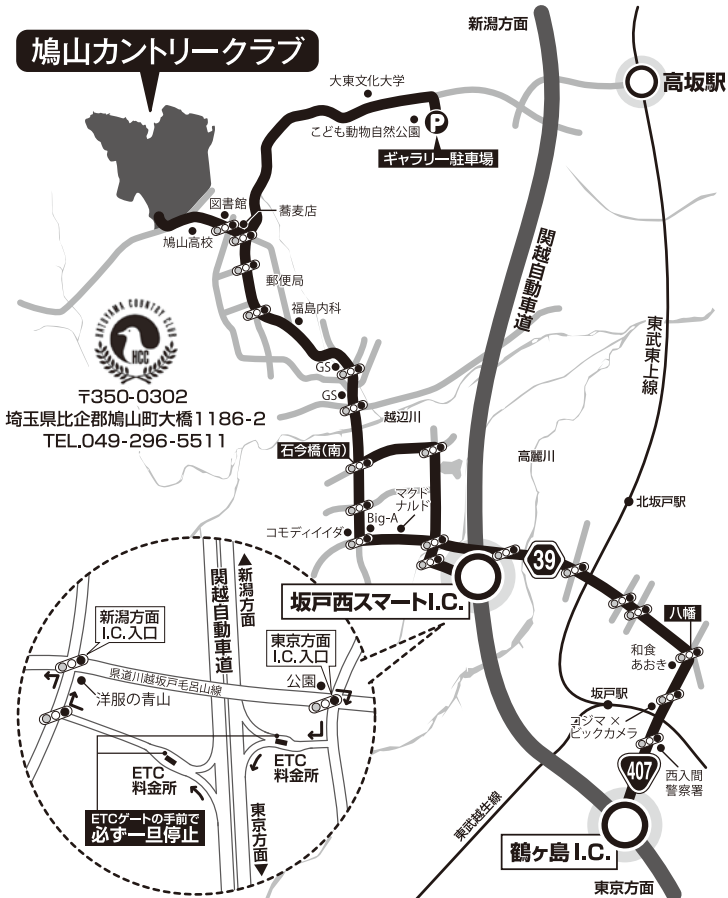 鳩山カントリークラブ
新潟方面
高坂駅
大東文化大学
こども動物自然公園
P
ギャラリー駐車場
図書館
蕎麦店
鳩山高校
郵便局
福島内科
関越自動車道
東武東上線
HATOYAMA COUNTRY CLUB
HCC
〒350-0302
埼玉県比企郡鳩山町大橋1186-2
TEL.049-296-5511
GS
GS
越辺川
石今橋(南)
高麗川
マクド
ナルド
Big-A
コモディイイダ
北坂戸駅
39
坂戸西スマートI.C.
八幡
和食
あおき
坂戸駅
コジマ×
ビックカメラ
407
西入間
警察署
東武越生線
鶴ヶ島I.C.
東京方面
関越自動車道
▲新潟方面
新潟方面
I.C.入口
東京方面
I.C.入口
県道川越坂戸毛呂山線
公園
洋服の青山
ETC
料金所
ETC
料金所
ETCゲートの手前で
必ず一旦停止
東京方面▼